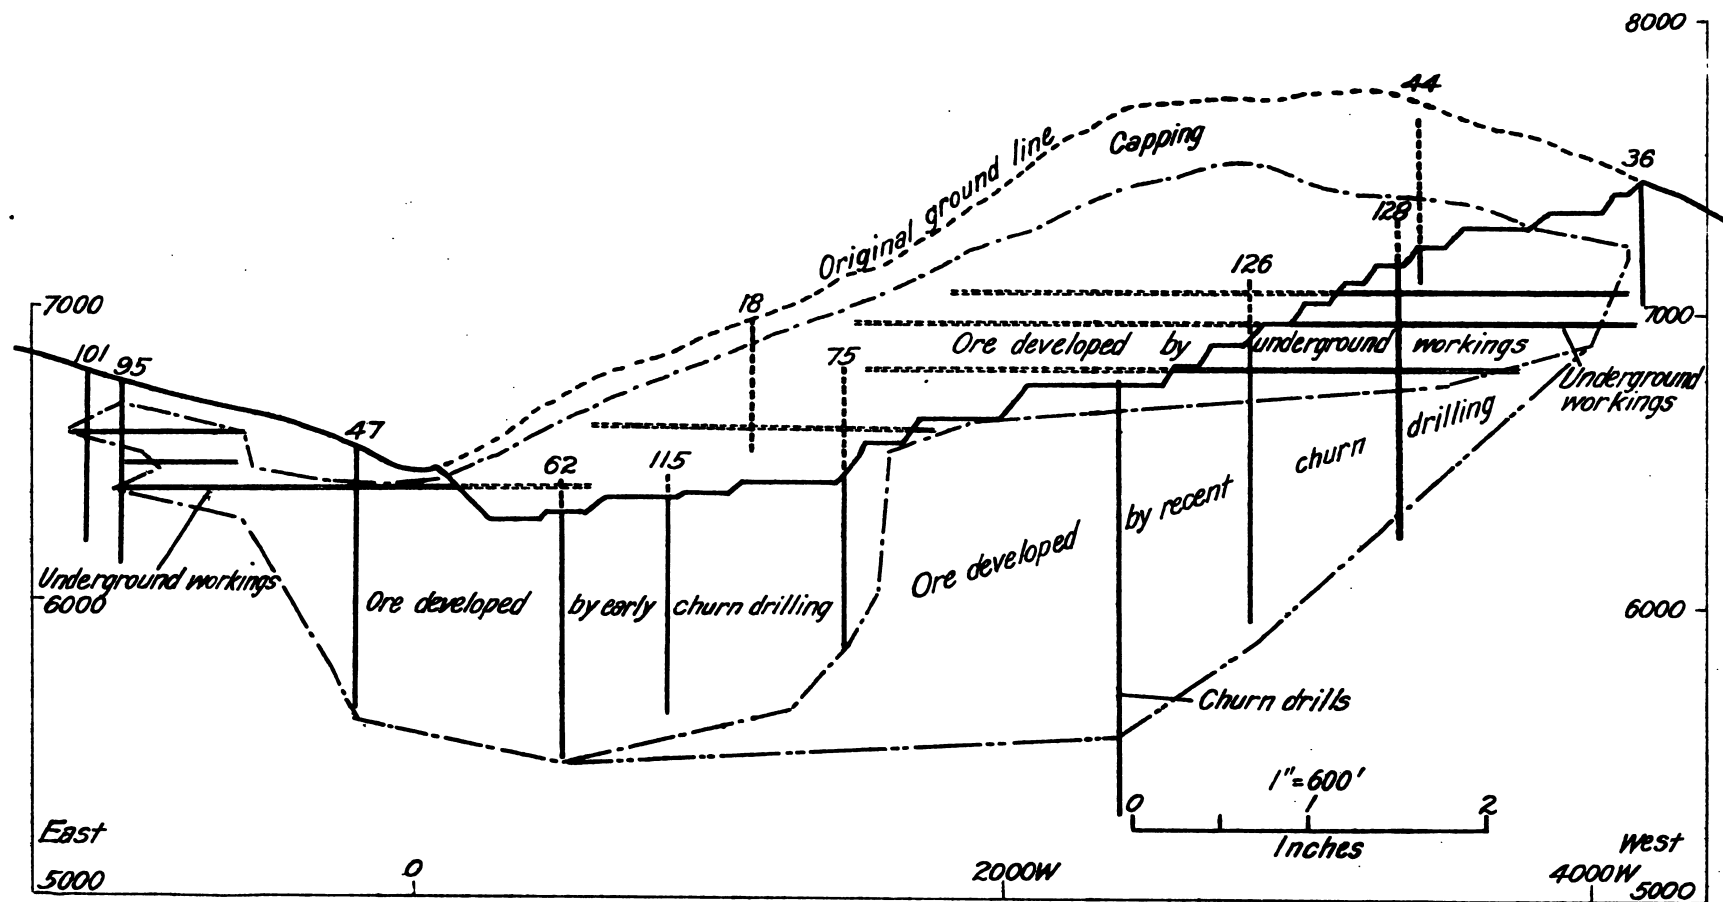 8000
44
Original ground line
Capping
36
128
126
7000
18
7000
101
95
75
Ore developed by underground workings
Underground
workings
47
62
115
Ore developed by recent churn drilling
Underground workings
6000
Ore developed by early churn drilling
6000
Churn drills
1"=600'
0
1
2
Inches
East
West
5000
0
2000W
4000W
5000